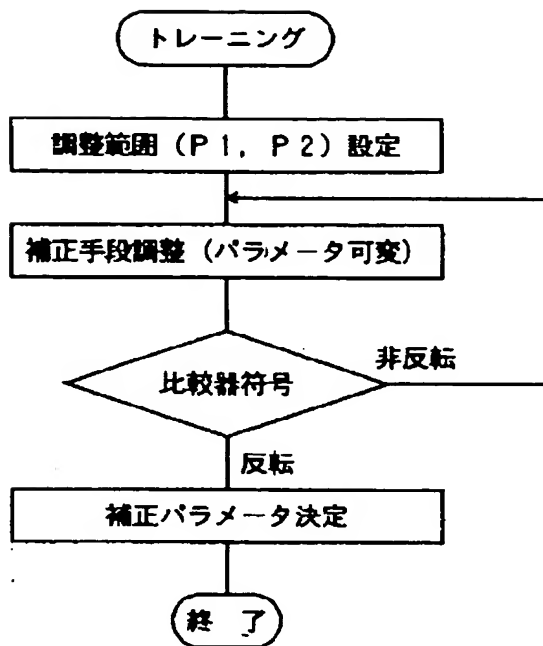 トレーニング
調整範囲(P1,P2)設定
補正手段調整(パラメータ可変)
比較器符号
非反転
反転
補正パラメータ決定
終 了